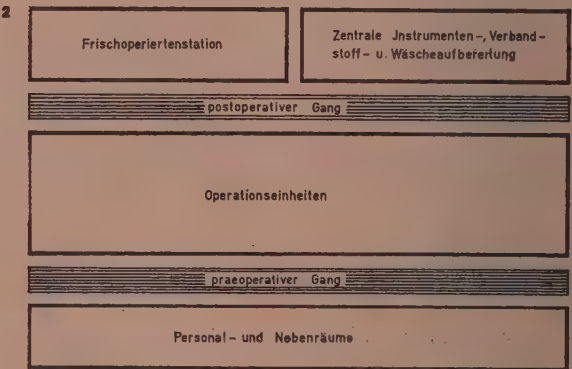 2
Frischoperiertenstation
Zentrale Jnstrumenten-, Verband-
stoff- u. Wäscheaufbereitung
postoperativer Gang
Operationseinheiten
praeoperativer Gang
Personal- und Nebenräume